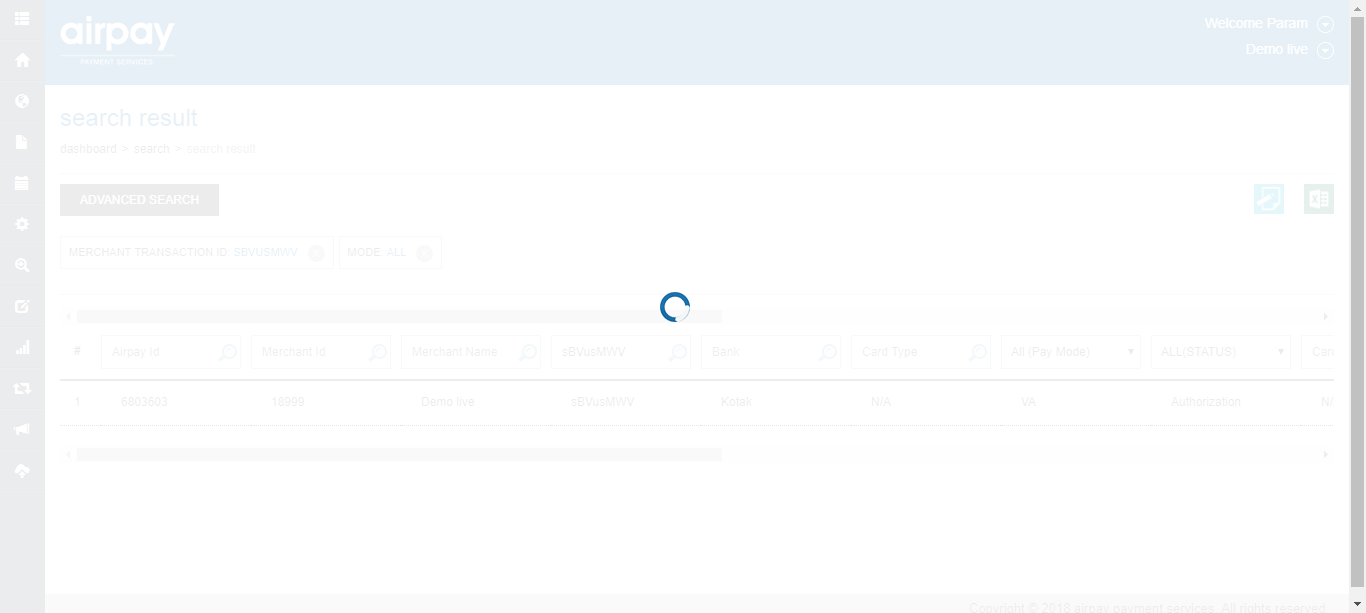 airpay
PAYMENT SERVICES
Welcome Param
Demo live
search result
dashboard > search > search result
ADVANCED SEARCH
MERCHANT TRANSACTION ID: SBVUSMWV
MODE: ALL
# Airpay Id Merchant Id Merchant Name sBVusMWV Bank Card Type All (Pay Mode) ALL(STATUS) Card
1 6803603 18999 Demo live sBVusMWV Kotak N/A VA Authorization N/
Copyright © 2018 airpay payment services. All rights reserved.